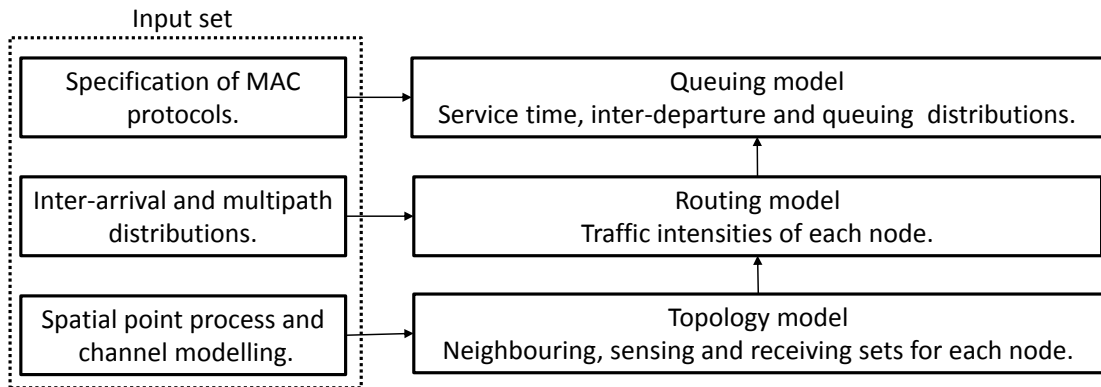 Input set
Specification of MAC
protocols.
Queuing model
Service time, inter-departure and queuing distributions.
Inter-arrival and multipath
distributions.
Routing model
Traffic intensities of each node.
Spatial point process and
channel modelling.
Topology model
Neighbouring, sensing and receiving sets for each node.